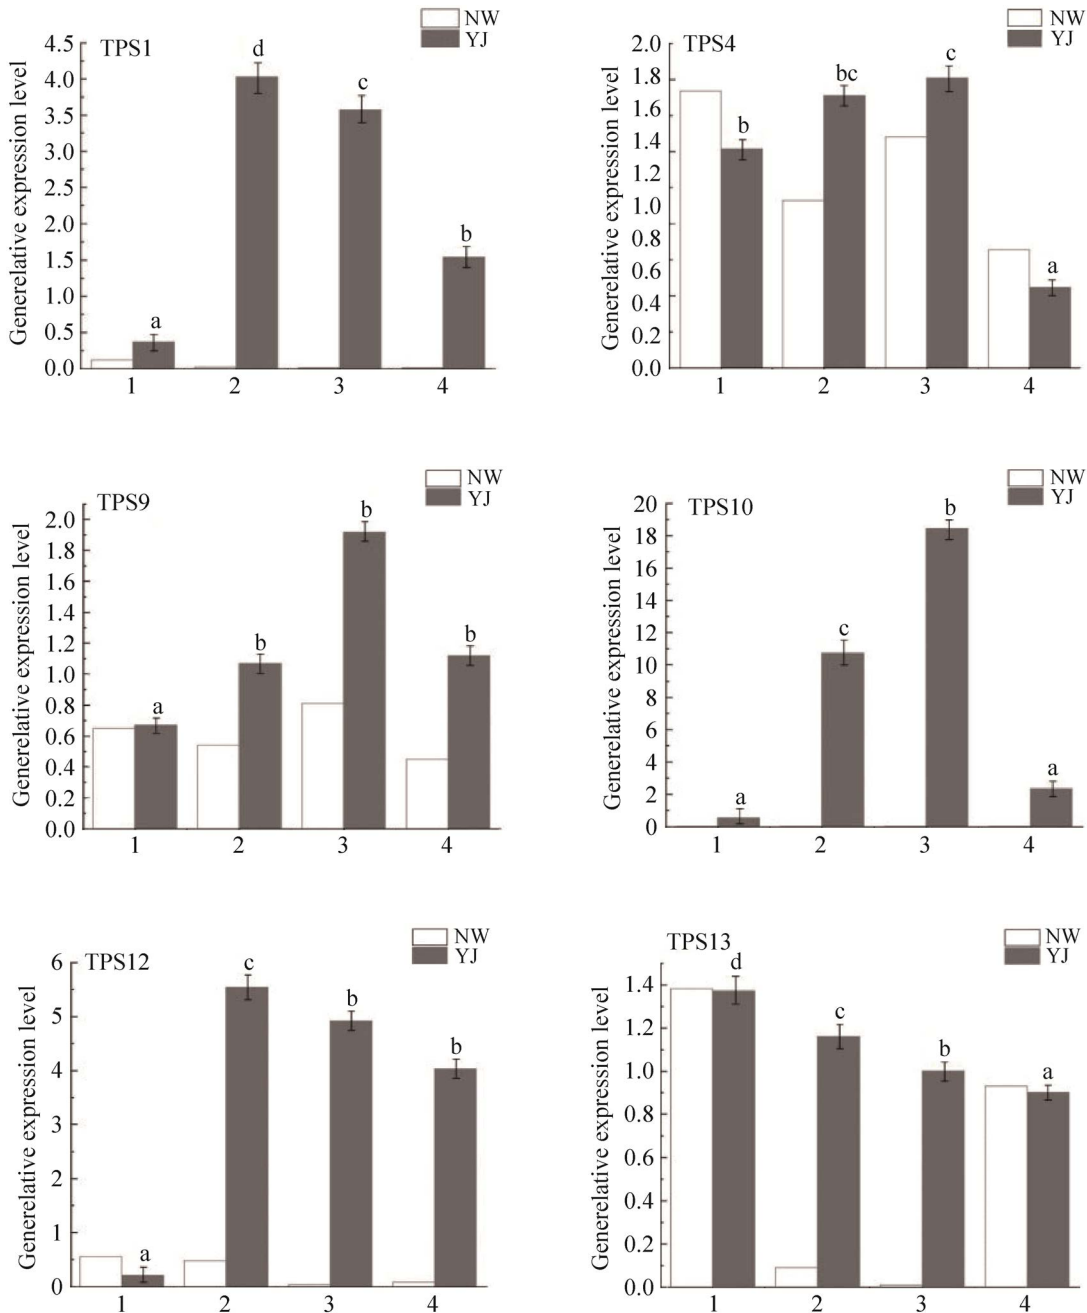 NW
YJ
TPS1
Generelative expression level
4.5
4.0
3.5
3.0
2.5
2.0
1.5
1.0
0.5
0.0
a
d
c
b
1 2 3 4
NW
YJ
TPS4
Generelative expression level
2.0
1.8
1.6
1.4
1.2
1.0
0.8
0.6
0.4
0.2
0.0
b
bc
c
a
1 2 3 4
NW
YJ
TPS9
Generelative expression level
2.0
1.8
1.6
1.4
1.2
1.0
0.8
0.6
0.4
0.2
0.0
a
b
b
b
1 2 3 4
NW
YJ
TPS10
Generelative expression level
20
18
16
14
12
10
8
6
4
2
0
a
c
b
a
1 2 3 4
NW
YJ
TPS12
Generelative expression level
6
5
4
3
2
1
0
a
c
b
b
1 2 3 4
NW
YJ
TPS13
Generelative expression level
1.4
1.2
1.0
0.8
0.6
0.4
0.2
0.0
d
c
b
a
1 2 3 4